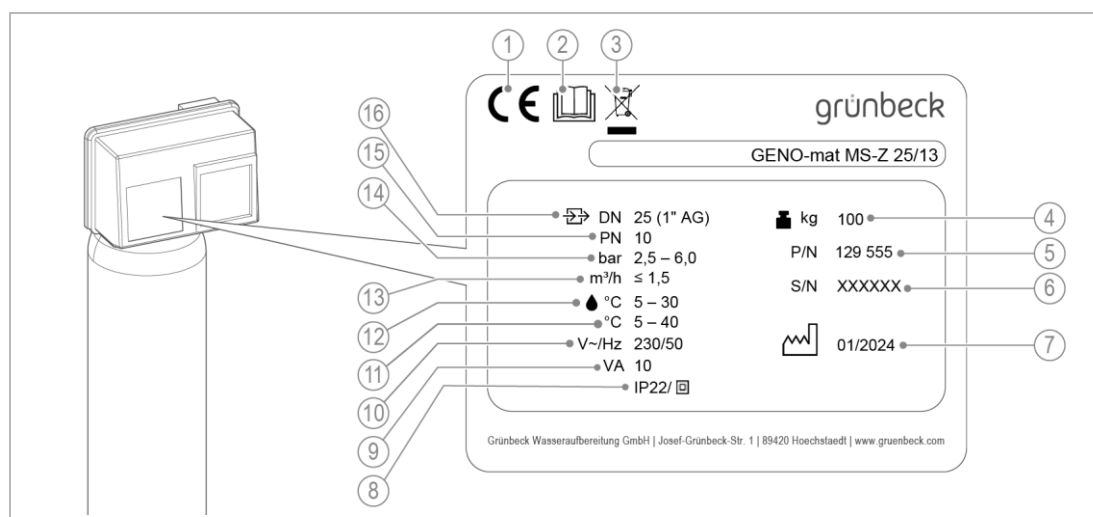 1 2 3
CE
grünbeck
GENO-mat MS-Z 25/13
16 DN 25 (1" AG)
15 PN 10
14 bar 2,5 – 6,0
13 m³/h ≤ 1,5
12 °C 5 – 30
11 °C 5 – 40
10 V~/Hz 230/50
9 VA 10
8 IP22/
kg 100 4
P/N 129 555 5
S/N XXXXXX 6
01/2024 7
Grünbeck Wasseraufbereitung GmbH | Josef-Grünbeck-Str. 1 | 89420 Hoechstaedt | www.gruenbeck.com